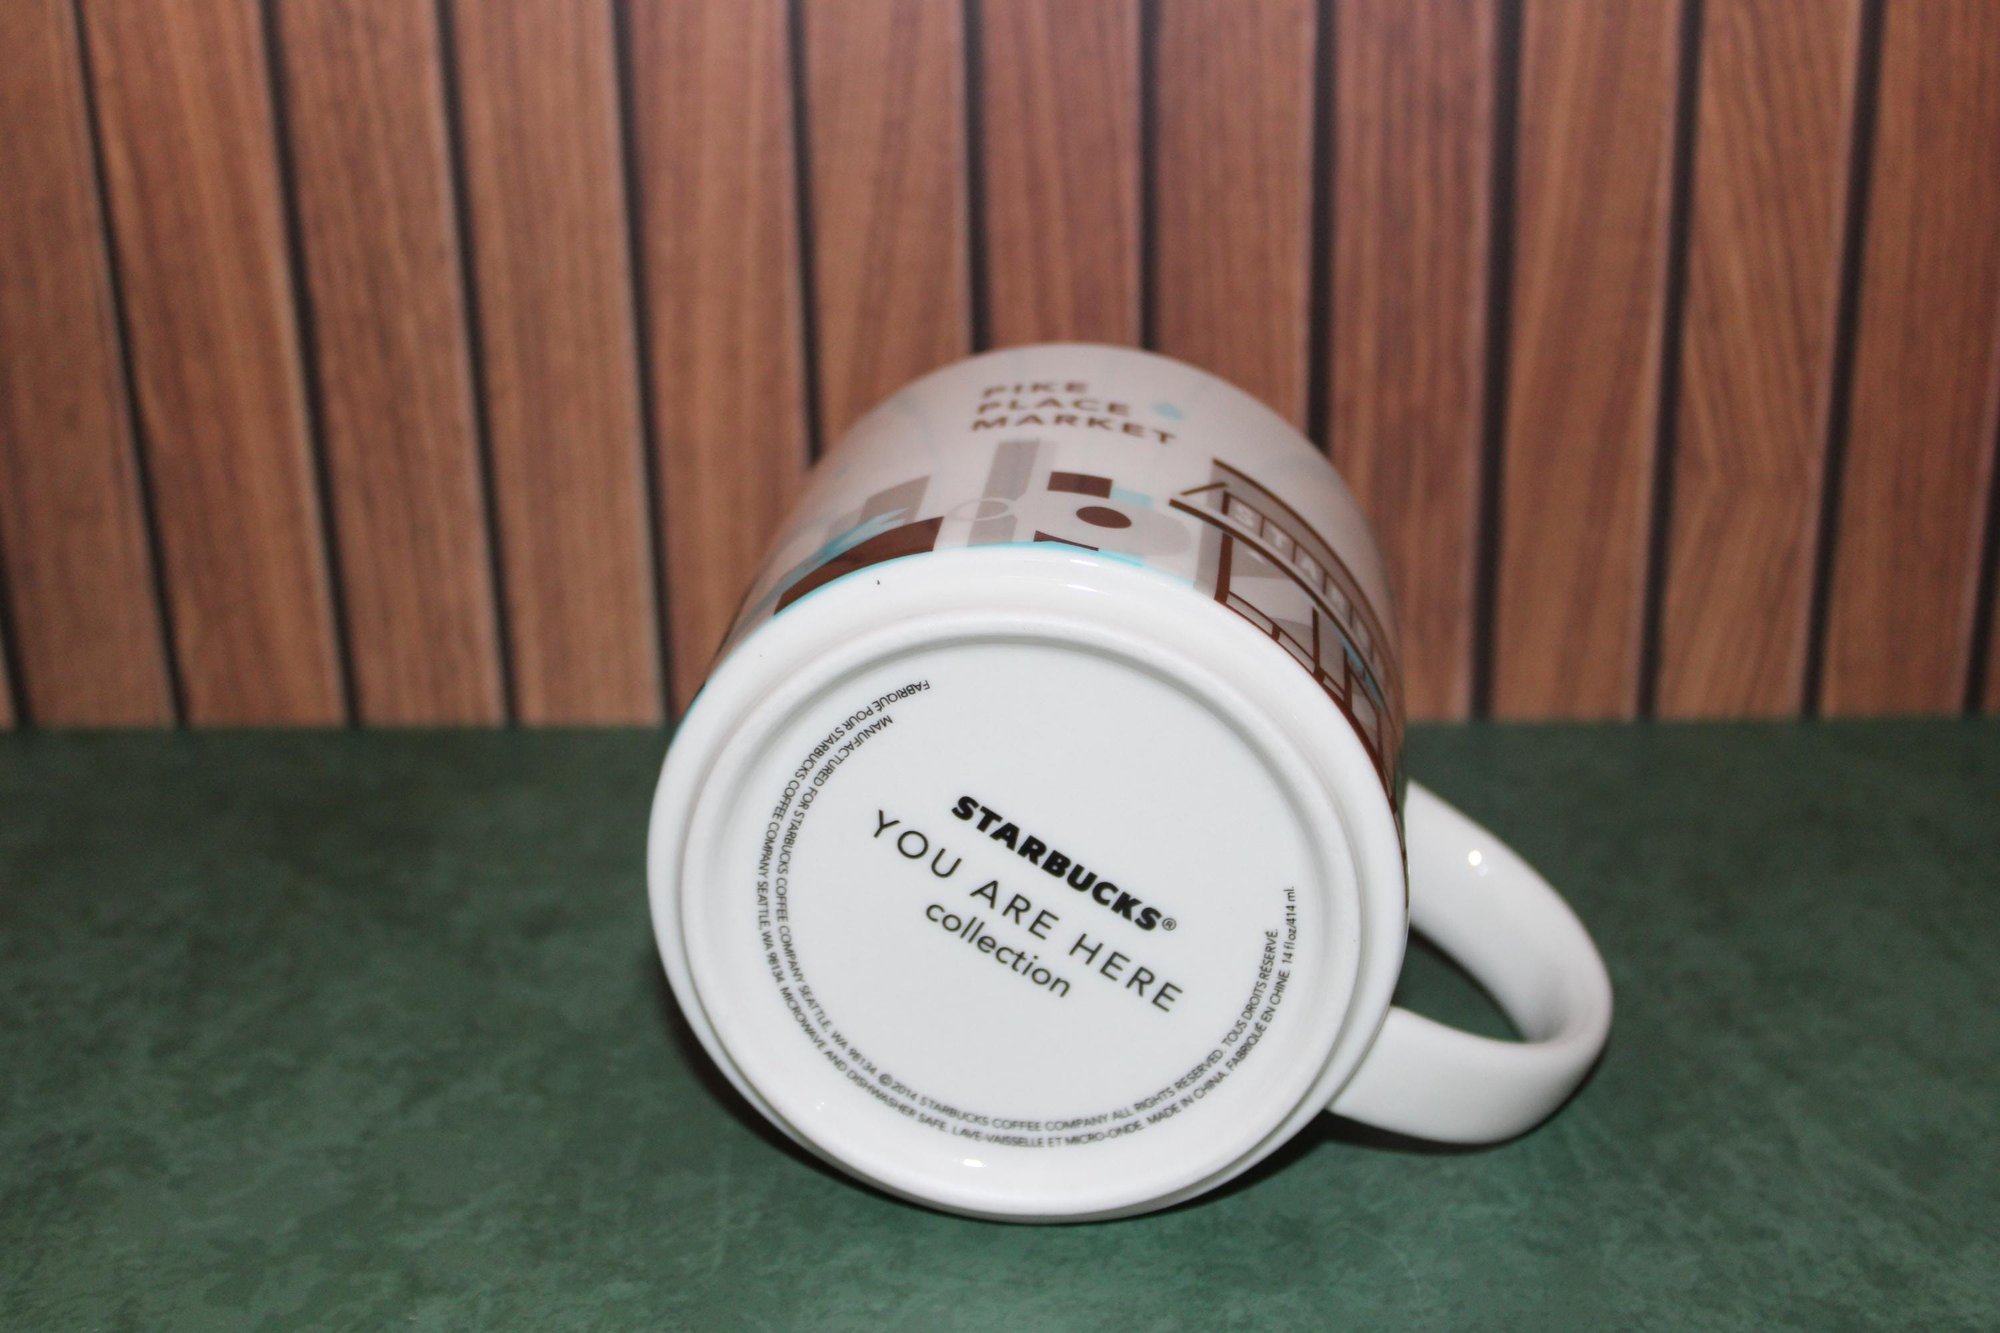 PIKE
PLACE
MARKET
STAR
STARBUCKS®
YOU ARE HERE
collection
MANUFACTURED FOR STARBUCKS COFFEE COMPANY SEATTLE, WA 98134. ©2014 STARBUCKS COFFEE COMPANY ALL RIGHTS RESERVED. TOUS DROITS RÉSERVÉ.
FABRIQUÉ POUR STARBUCKS COFFEE COMPANY SEATTLE, WA 98134. MICROWAVE AND DISHWASHER SAFE. LAVE-VAISSELLE ET MICRO-ONDE. MADE IN CHINA. FABRIQUÉ EN CHINE. 14 fl oz/414 ml.